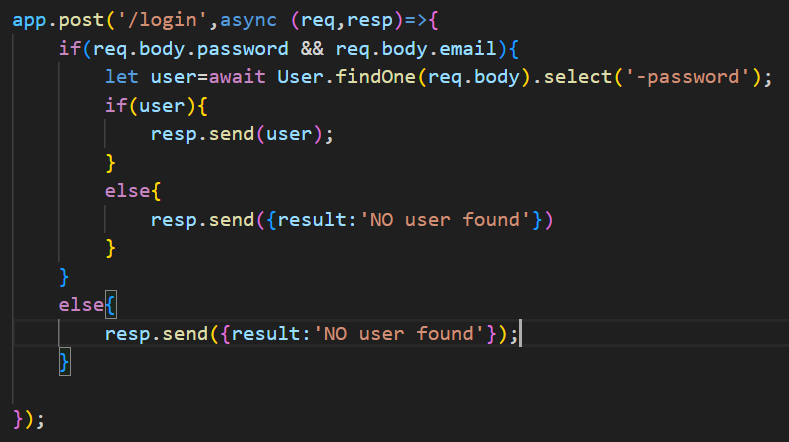 app.post('/login',async (req,resp)=>{
    if(req.body.password && req.body.email){
        let user=await User.findOne(req.body).select('-password');
        if(user){
            resp.send(user);
        }
        else{
            resp.send({result:'NO user found'})
        }
    }
    else{
        resp.send({result:'NO user found'});
    }

});